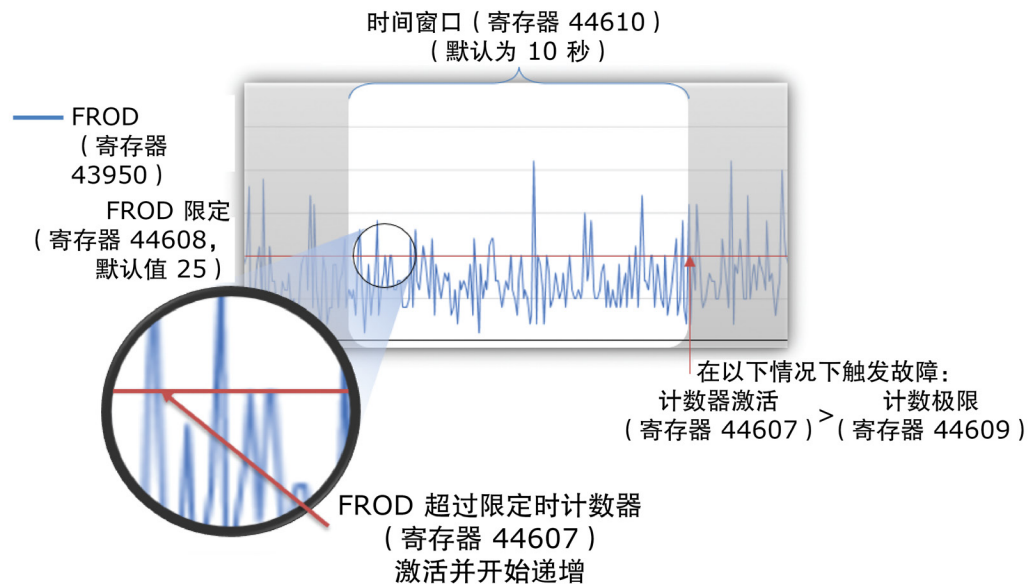 时间窗口（寄存器 44610）
（默认为 10 秒）
FROD
（寄存器
43950）
FROD 限定
（寄存器 44608，
默认值 25）
在以下情况下触发故障：
计数器激活 > 计数极限
（寄存器 44607）（寄存器 44609）
FROD 超过限定时计数器
（寄存器 44607）
激活并开始递增